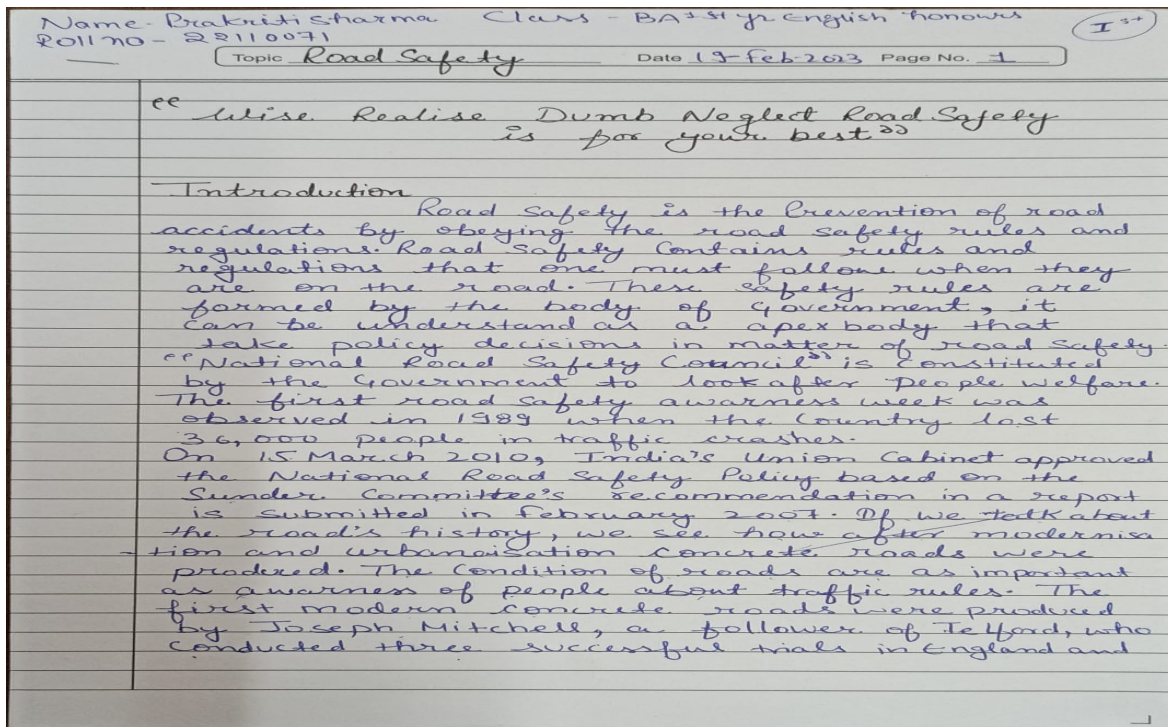 Name - Prakriti Sharma Class - BA 1st yr English honours
Roll no - 22110071 Ist
Topic Road Safety Date 19-Feb-2023 Page No. 1
"Wise Realise Dumb Neglect Road Safety
is for your best"
Introduction
Road Safety is the Prevention of road
accidents by obeying the road safety rules and
regulations. Road Safety Contains rules and
regulations that one must follow when they
are on the road. These safety rules are
formed by the body of Government, it
can be understand as a apex body that
take policy decisions in matter of road safety.
"National Road Safety Council" is constituted
by the Government to look after People welfare.
The first road safety awarness week was
observed in 1989 when the Country lost
36,000 people in traffic crashes.
On 15 March 2010, India's Union Cabinet approved
the National Road Safety Policy based on the
Sunder Committee's recommendation in a report
is submitted in February 2007. If we talk about
the road's history, we see how after modernisa
-tion and urbanaisation concrete roads were
produced. The Condition of roads are as important
as awarness of people about traffic rules. The
first modern concrete roads were produced
by Joseph Mitchell, a follower of Telford, who
conducted three successful trials in England and